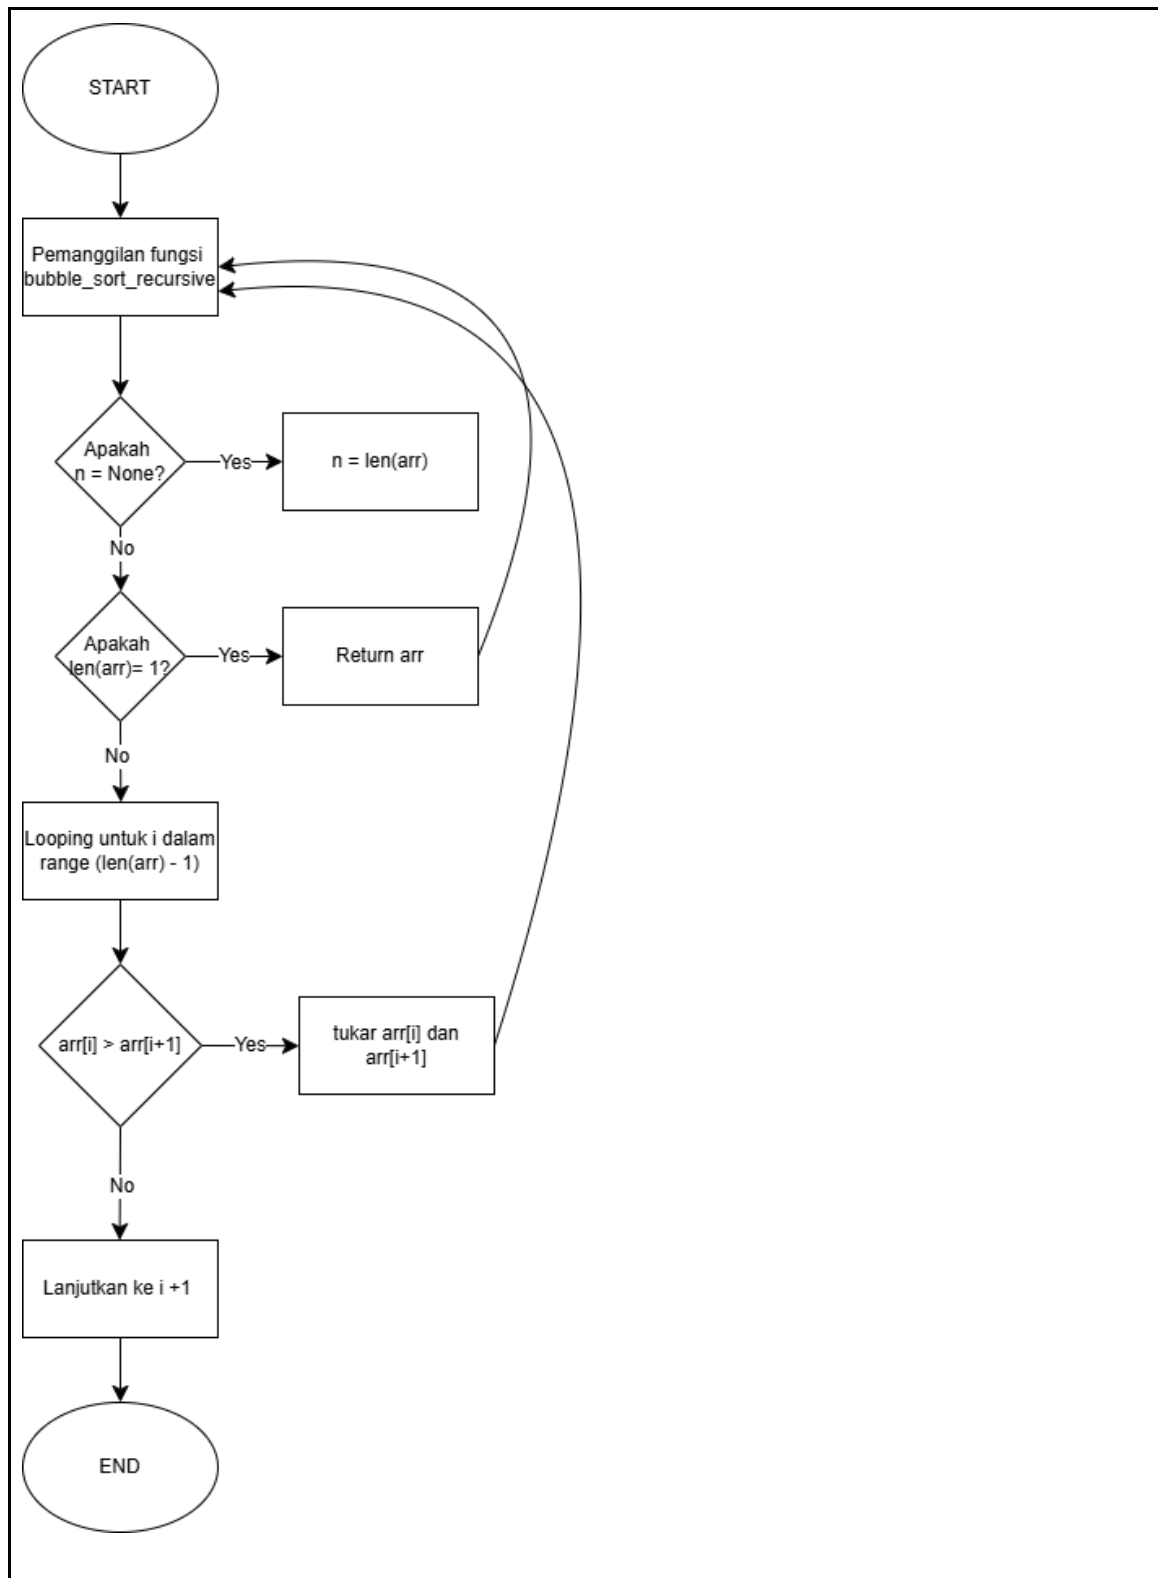 START
Pemanggilan fungsi
bubble_sort_recursive
Apakah
n = None?
Yes
n = len(arr)
No
Apakah
len(arr)= 1?
Yes
Return arr
No
Looping untuk i dalam
range (len(arr) - 1)
arr[i] > arr[i+1]
Yes
tukar arr[i] dan
arr[i+1]
No
Lanjutkan ke i +1
END